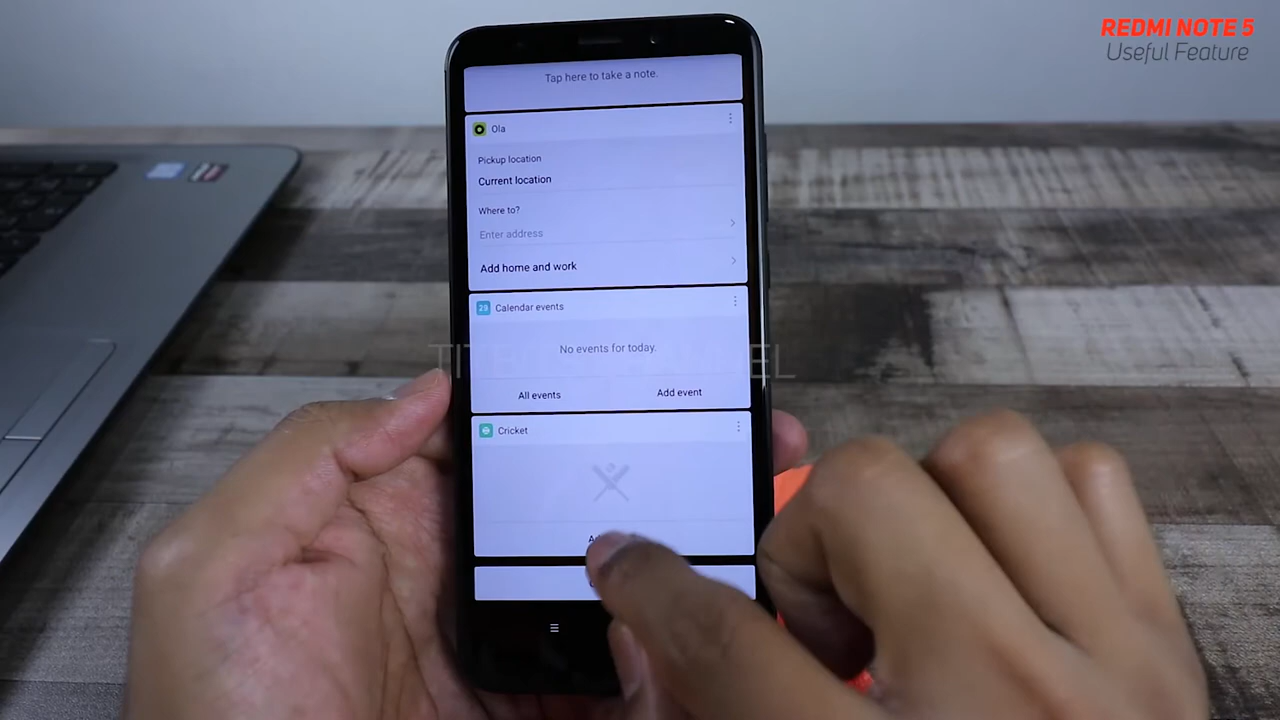 REDMI NOTE 5
Useful Feature
Tap here to take a note.
Ola
Pickup location
Current location
Where to?
Enter address
Add home and work
29
Calendar events
No events for today.
All events
Add event
Cricket